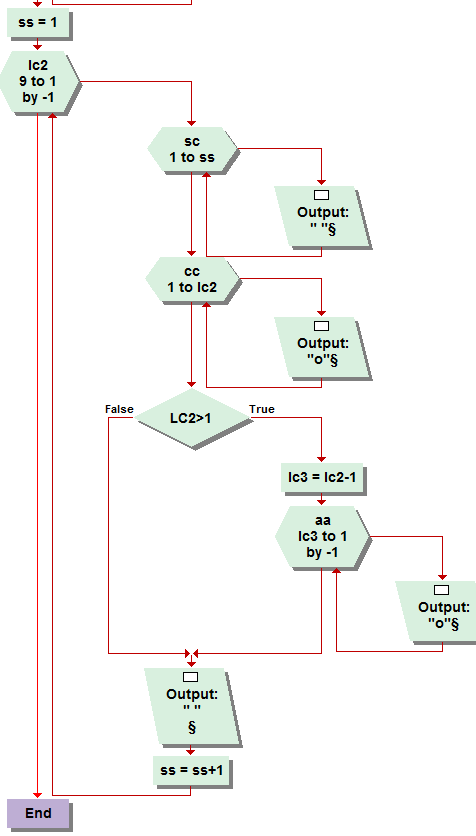 ss = 1
lc2
9 to 1
by -1
sc
1 to ss
Output:
" "§
cc
1 to lc2
Output:
"o"§
False
LC2>1
True
lc3 = lc2-1
aa
lc3 to 1
by -1
Output:
"o"§
Output:
" "
§
ss = ss+1
End